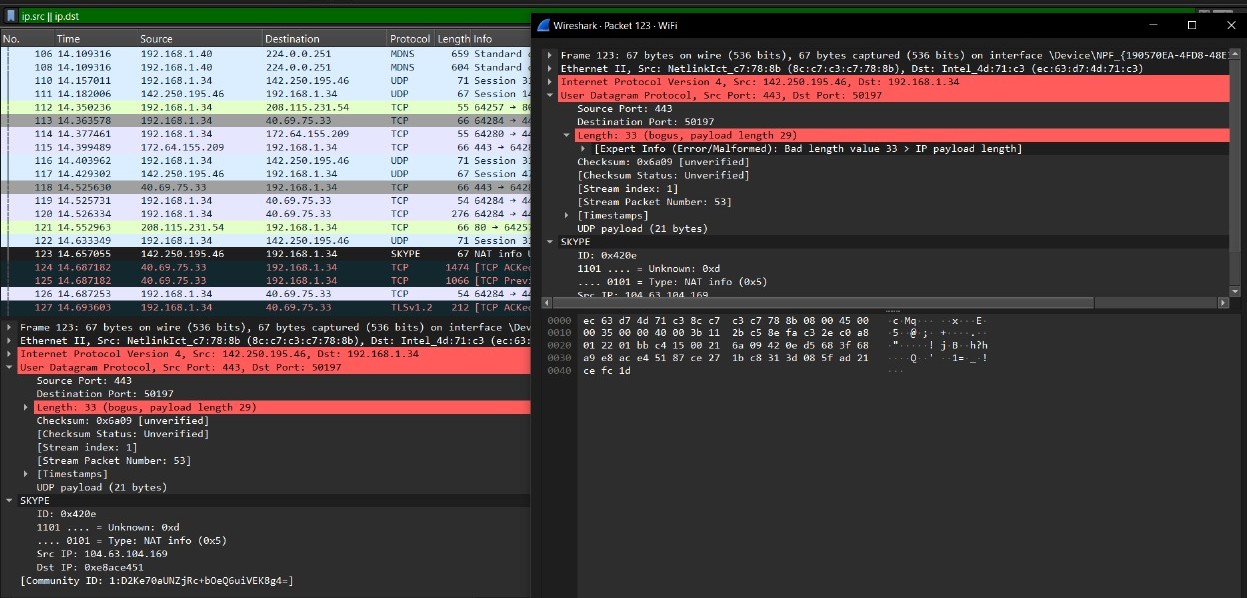 ip.src || ip.dst
No. Time Source Destination Protocol Length Info
106 14.109316 192.168.1.40 224.0.0.251 MDNS 659 Standard
108 14.109316 192.168.1.40 224.0.0.251 MDNS 604 Standard
110 14.157011 192.168.1.34 142.250.195.46 UDP 71 Session 31
111 14.182006 142.250.195.46 192.168.1.34 UDP 67 Session
112 14.350236 192.168.1.34 208.115.231.54 TCP 55 64257 → 80
113 14.363578 192.168.1.34 40.69.75.33 TCP 66 64284 → 44
114 14.377461 192.168.1.34 172.64.155.209 TCP 55 64280 → 44
115 14.399489 172.64.155.209 192.168.1.34 TCP 66 443 → 6428
116 14.403962 192.168.1.34 142.250.195.46 UDP 71 Session 31
117 14.429302 142.250.195.46 192.168.1.34 UDP 67 Session 47
118 14.525630 40.69.75.33 192.168.1.34 TCP 66 443 → 6428
119 14.525731 192.168.1.34 40.69.75.33 TCP 54 64284 → 44
120 14.526334 192.168.1.34 40.69.75.33 TCP 276 64284 → 44
121 14.552963 208.115.231.54 192.168.1.34 TCP 66 80 → 64257
122 14.633349 192.168.1.34 142.250.195.46 UDP 71 Session 31
123 14.657055 142.250.195.46 192.168.1.34 SKYPE 67 NAT info U
124 14.687182 40.69.75.33 192.168.1.34 TCP 1474 [TCP ACKed
125 14.687182 40.69.75.33 192.168.1.34 TCP 1066 [TCP Previ
126 14.687253 192.168.1.34 40.69.75.33 TCP 54 64284 → 44
127 14.693603 192.168.1.34 40.69.75.33 TLSv1.2 212 [TCP ACKed
Frame 123: 67 bytes on wire (536 bits), 67 bytes captured (536 bits) on interface \Dev
Ethernet II, Src: NetlinkIct_c7:78:8b (8c:c7:c3:c7:78:8b), Dst: Intel_4d:71:c3 (ec:63:
Internet Protocol Version 4, Src: 142.250.195.46, Dst: 192.168.1.34
User Datagram Protocol, Src Port: 443, Dst Port: 50197
Source Port: 443
Destination Port: 50197
Length: 33 (bogus, payload length 29)
Checksum: 0x6a09 [unverified]
[Checksum Status: Unverified]
[Stream index: 1]
[Stream Packet Number: 53]
[Timestamps]
UDP payload (21 bytes)
SKYPE
ID: 0x420e
1101 .... = Unknown: 0xd
.... 0101 = Type: NAT info (0x5)
Src IP: 104.63.104.169
Dst IP: 0xe8ace451
[Community ID: 1:D2Ke70aUNZjRc+bOeQ6uiVEK8g4=]
Wireshark · Packet 123 · WiFi
Frame 123: 67 bytes on wire (536 bits), 67 bytes captured (536 bits) on interface \Device\NPF_{190570EA-4FD8-48E
Ethernet II, Src: NetlinkIct_c7:78:8b (8c:c7:c3:c7:78:8b), Dst: Intel_4d:71:c3 (ec:63:d7:4d:71:c3)
Internet Protocol Version 4, Src: 142.250.195.46, Dst: 192.168.1.34
User Datagram Protocol, Src Port: 443, Dst Port: 50197
Source Port: 443
Destination Port: 50197
Length: 33 (bogus, payload length 29)
[Expert Info (Error/Malformed): Bad length value 33 > IP payload length]
Checksum: 0x6a09 [unverified]
[Checksum Status: Unverified]
[Stream index: 1]
[Stream Packet Number: 53]
[Timestamps]
UDP payload (21 bytes)
SKYPE
ID: 0x420e
1101 .... = Unknown: 0xd
.... 0101 = Type: NAT info (0x5)
Src IP: 104.63.104.169
0000 ec 63 d7 4d 71 c3 8c c7 c3 c7 78 8b 08 00 45 00 ·c·Mq··· ··x···E·
0010 00 35 00 00 40 00 3b 11 2b c5 8e fa c3 2e c0 a8 ·5··@·;· +····.··
0020 01 22 01 bb c4 15 00 21 6a 09 42 0e d5 68 3f 68 ·"·····! j·B··h?h
0030 a9 e8 ac e4 51 87 ce 27 1b c8 31 3d 08 5f ad 21 ····Q··' ··1=·_·!
0040 ce fc 1d ···